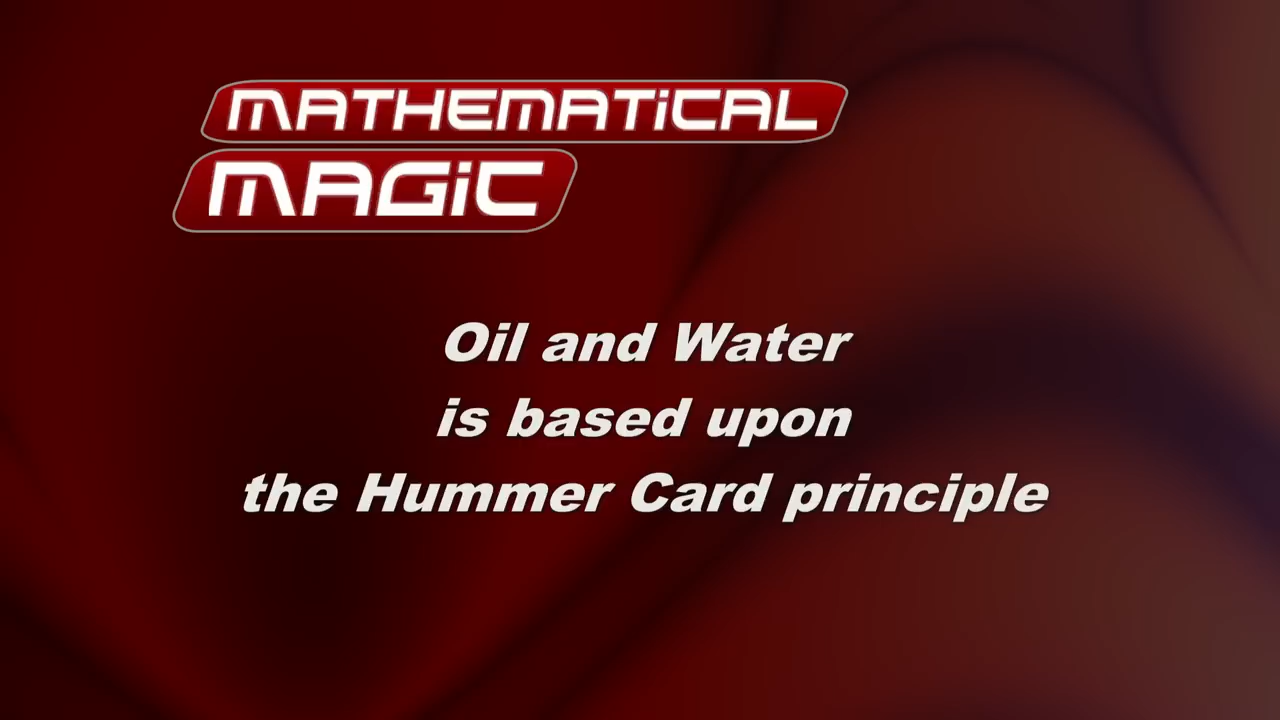 MATHEMATiCAL
MAGiC
Oil and Water
is based upon
the Hummer Card principle